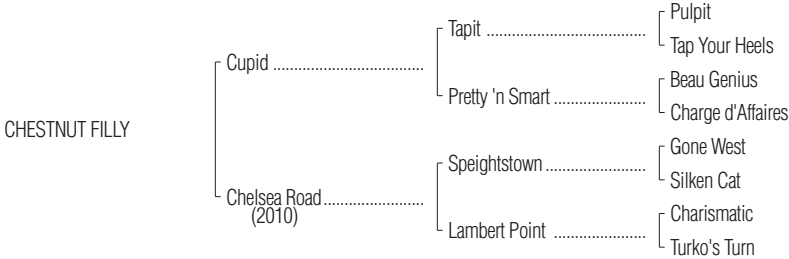 Pulpit
Tapit ....................................
Tap Your Heels
Cupid ...................................
Beau Genius
Pretty 'n Smart .....................
Charge d'Affaires
CHESTNUT FILLY
Gone West
Speightstown.......................
Silken Cat
Chelsea Road.......................
(2010)
Charismatic
Lambert Point .....................
Turko's Turn